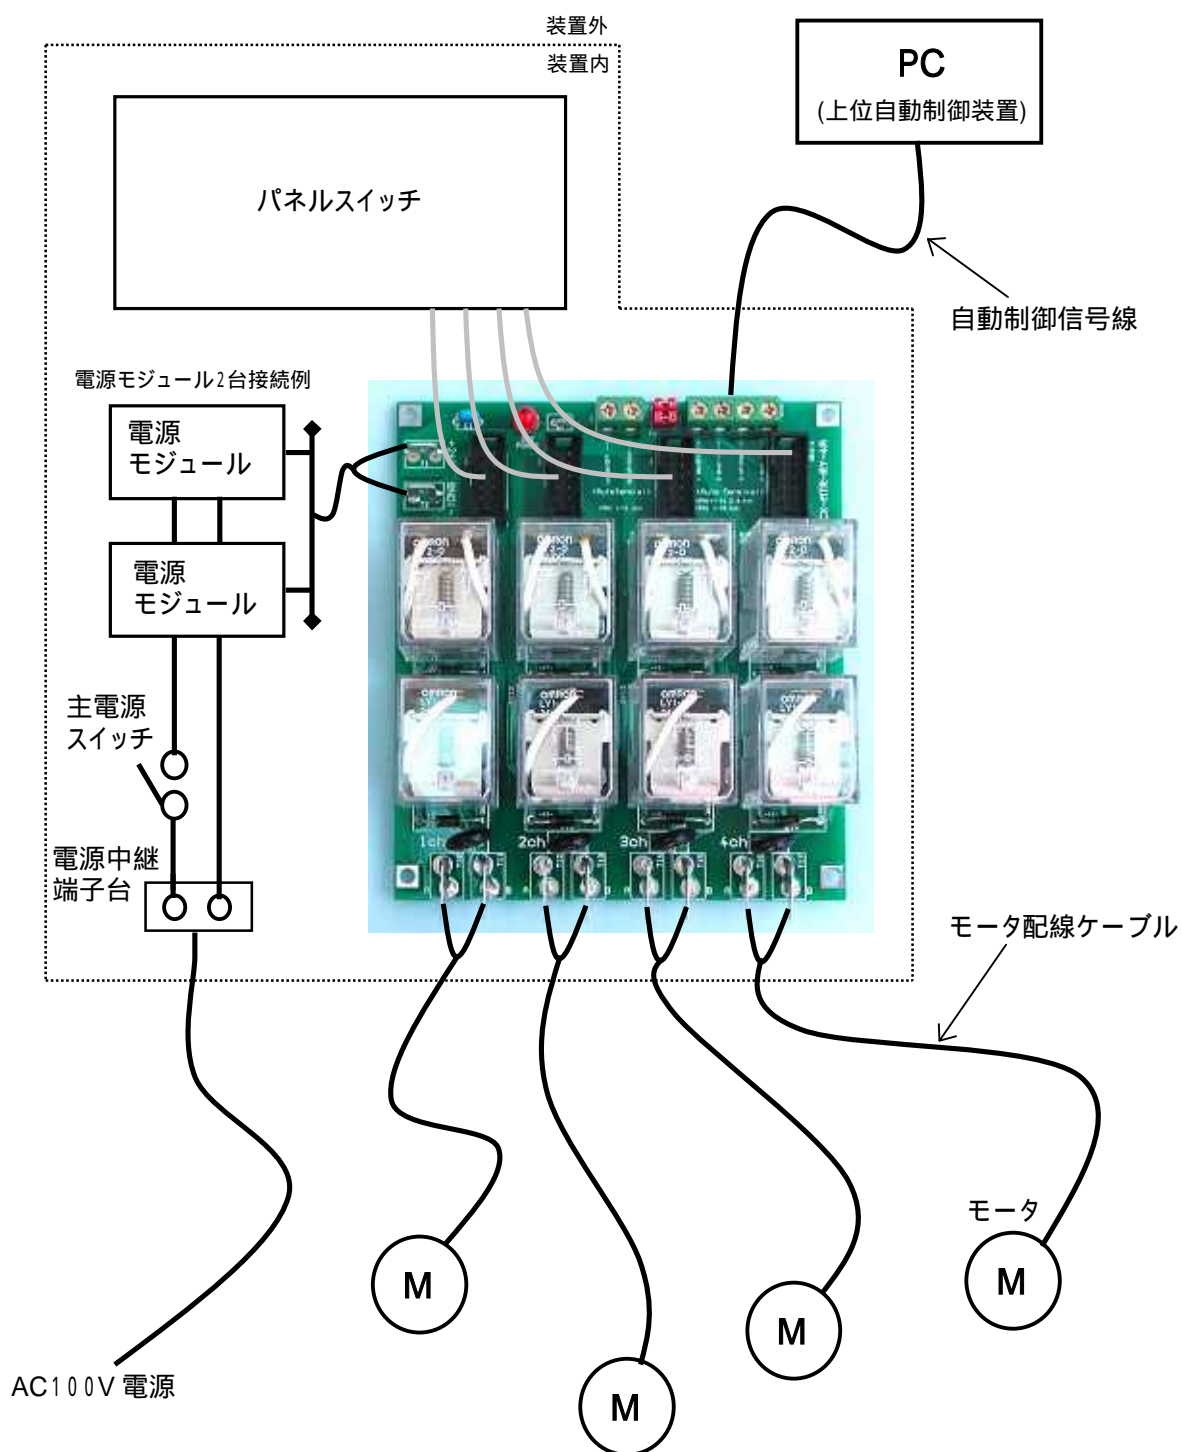 装置外
装置内
PC
(上位自動制御装置)
パネルスイッチ
自動制御信号線
電源モジュール2台接続例
電源
モジュール
電源
モジュール
主電源
スイッチ
電源中継
端子台
omron
omron
1ch
2ch
3ch
4ch
モータ配線ケーブル
モータ
M
M
M
M
AC100V 電源